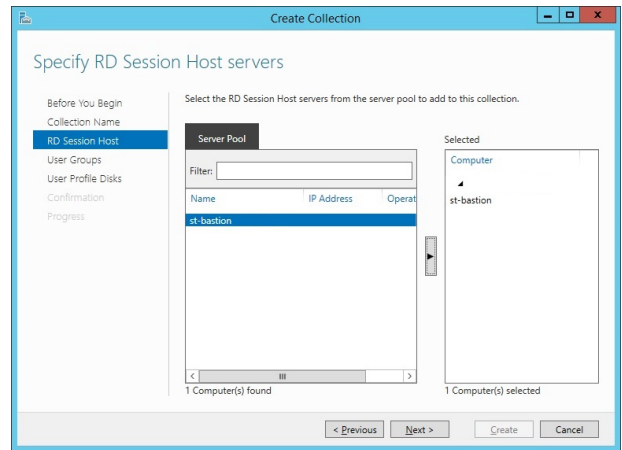 Create Collection
Specify RD Session Host servers
Before You Begin
Collection Name
RD Session Host
User Groups
User Profile Disks
Confirmation
Progress
Select the RD Session Host servers from the server pool to add to this collection.
Server Pool
Filter:
Name IP Address Operat
st-bastion
1 Computer(s) found
Selected
Computer
st-bastion
1 Computer(s) selected
< Previous Next > Create Cancel